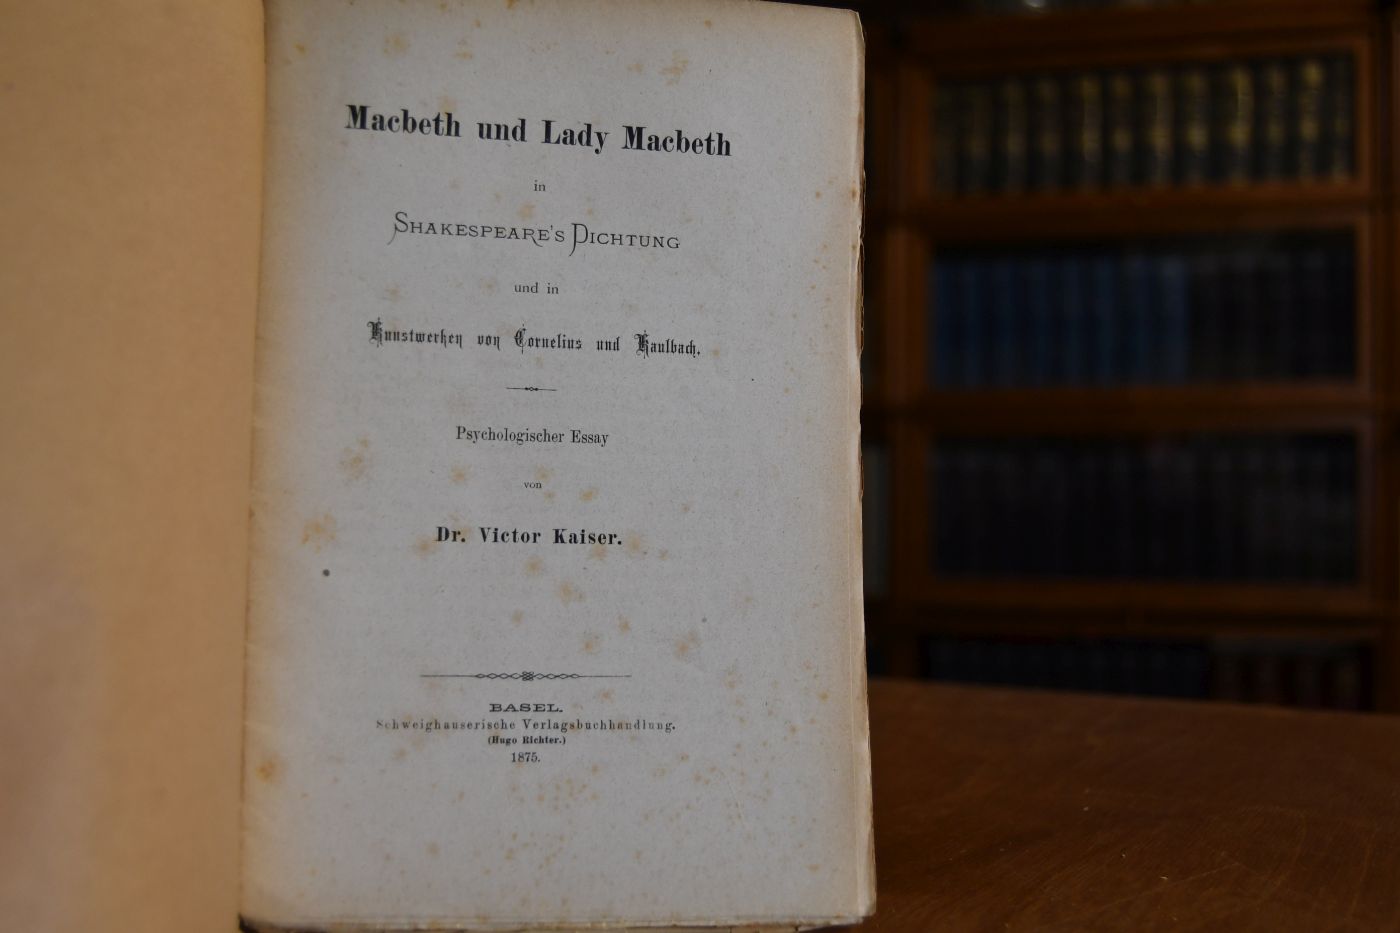 Macbeth und Lady Macbeth
in
SHAKESPEARE'S DICHTUNG
und in
Kunstwerken von Cornelius und Kaulbach.
Psychologischer Essay
von
Dr. Victor Kaiser.
BASEL.
Schweighauserische Verlagsbuchhandlung.
(Hugo Richter.)
1875.